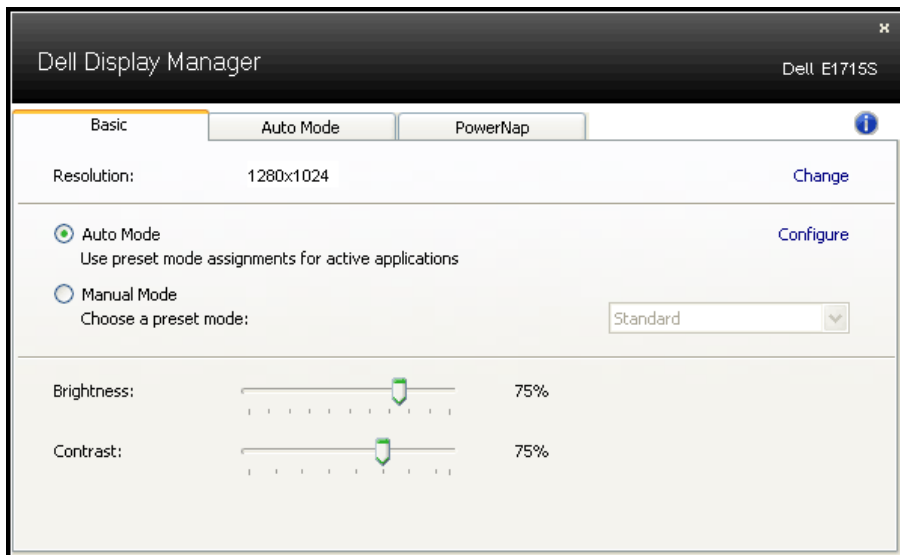 Dell Display Manager
Dell E1715S
Basic
Auto Mode
PowerNap
Resolution:
1280x1024
Change
Auto Mode
Configure
Use preset mode assignments for active applications
Manual Mode
Choose a preset mode:
Standard
Brightness:
75%
Contrast:
75%